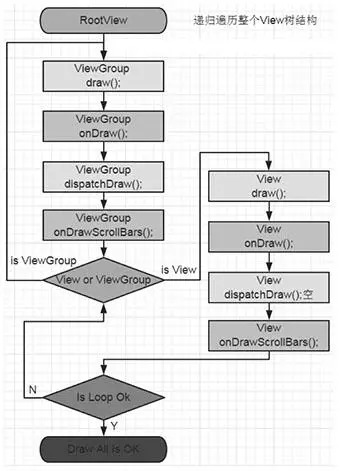 RootView
递归遍历整个View树结构
ViewGroup
draw();
ViewGroup
onDraw();
ViewGroup
dispatchDraw();
ViewGroup
onDrawScrollBars();
is ViewGroup
View or ViewGroup
is View
View
draw();
View
onDraw();
View
dispatchDraw();空
View
onDrawScrollBars();
N
Is Loop Ok
Y
Draw All is OK